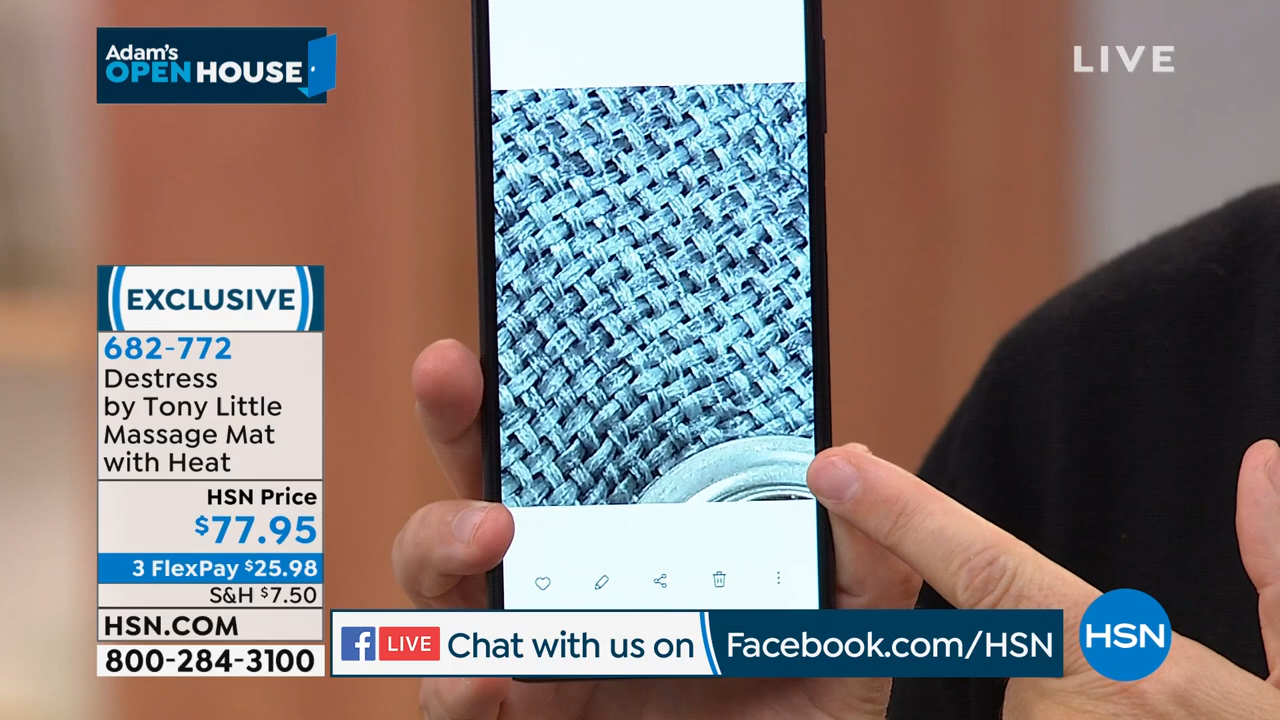 Adam's
OPEN HOUSE
LIVE
EXCLUSIVE
682-772
Destress
by Tony Little
Massage Mat
with Heat
HSN Price
$77.95
3 FlexPay $25.98
S&H $7.50
HSN.COM
800-284-3100
f LIVE Chat with us on Facebook.com/HSN
HSN